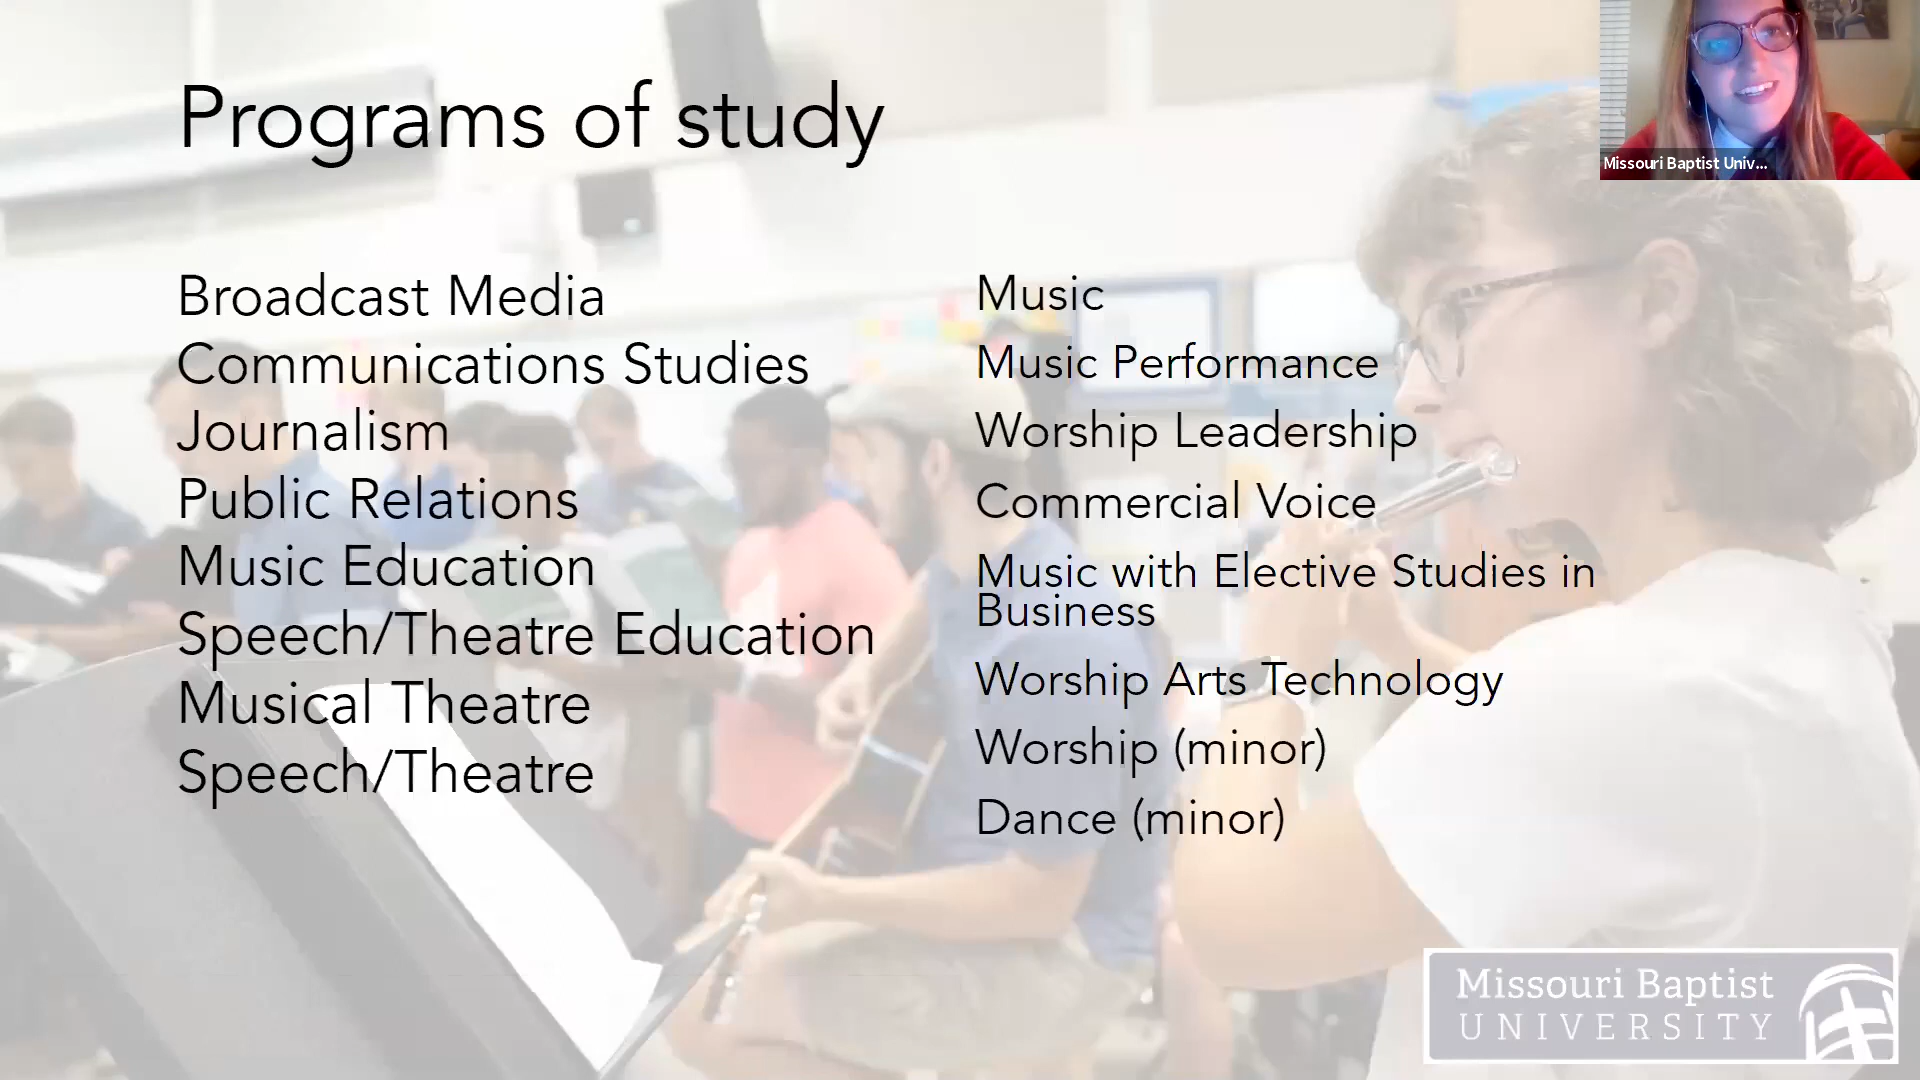 Programs of study
Missouri Baptist Univ...
Broadcast Media
Communications Studies
Journalism
Public Relations
Music Education
Speech/Theatre Education
Musical Theatre
Speech/Theatre
Music
Music Performance
Worship Leadership
Commercial Voice
Music with Elective Studies in
Business
Worship Arts Technology
Worship (minor)
Dance (minor)
Missouri Baptist
UNIVERSITY